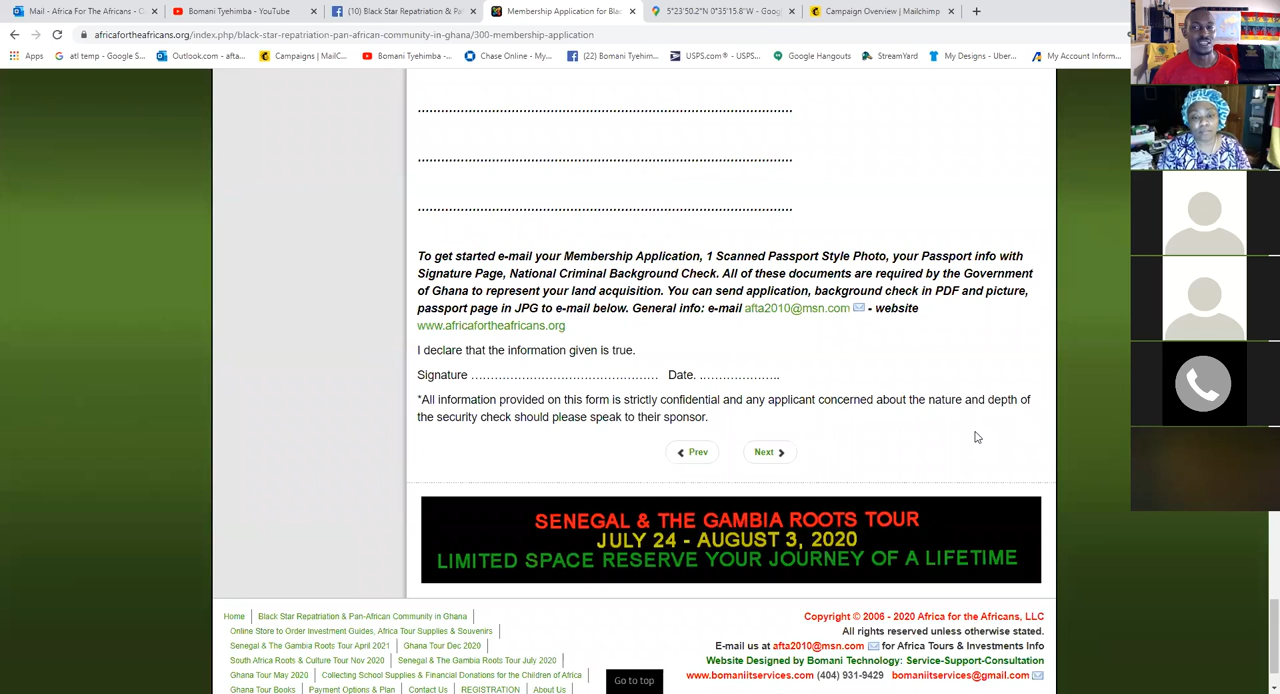 Mail - Africa For The Africans - O
Bomani Tyehimba - YouTube
(10) Black Star Repatriation & Pa
Membership Application for Blac
5°23'50.2"N 0°35'15.8"W - Goog
Campaign Overview | Mailchimp
africafortheafricans.org/index.php/black-star-repatriation-pan-african-community-in-ghana/300-membership-application
Apps
atl temp - Google S...
Outlook.com - afta...
Campaigns | MailC...
Bomani Tyehimba -...
Chase Online - My...
(22) Bomani Tyehim...
USPS.com® - USPS...
Google Hangouts
StreamYard
My Designs - Uber...
My Account Inform...
To get started e-mail your Membership Application, 1 Scanned Passport Style Photo, your Passport info with
Signature Page, National Criminal Background Check. All of these documents are required by the Government
of Ghana to represent your land acquisition. You can send application, background check in PDF and picture,
passport page in JPG to e-mail below. General info: e-mail afta2010@msn.com - website
www.africafortheafricans.org
I declare that the information given is true.
Signature ………………………………………. Date. ………………..
*All information provided on this form is strictly confidential and any applicant concerned about the nature and depth of
the security check should please speak to their sponsor.
Prev
Next
SENEGAL & THE GAMBIA ROOTS TOUR
JULY 24 - AUGUST 3, 2020
LIMITED SPACE RESERVE YOUR JOURNEY OF A LIFETIME
Home
Black Star Repatriation & Pan-African Community in Ghana
Online Store to Order Investment Guides, Africa Tour Supplies & Souvenirs
Senegal & The Gambia Roots Tour April 2021
Ghana Tour Dec 2020
South Africa Roots & Culture Tour Nov 2020
Senegal & The Gambia Roots Tour July 2020
Ghana Tour May 2020
Collecting School Supplies & Financial Donations for the Children of Africa
Ghana Tour Books
Payment Options & Plan
Contact Us
REGISTRATION
About Us
Go to top
Copyright © 2006 - 2020 Africa for the Africans, LLC
All rights reserved unless otherwise stated.
E-mail us at afta2010@msn.com for Africa Tours & Investments Info
Website Designed by Bomani Technology: Service-Support-Consultation
www.bomaniitservices.com (404) 931-9429 bomaniitservices@gmail.com